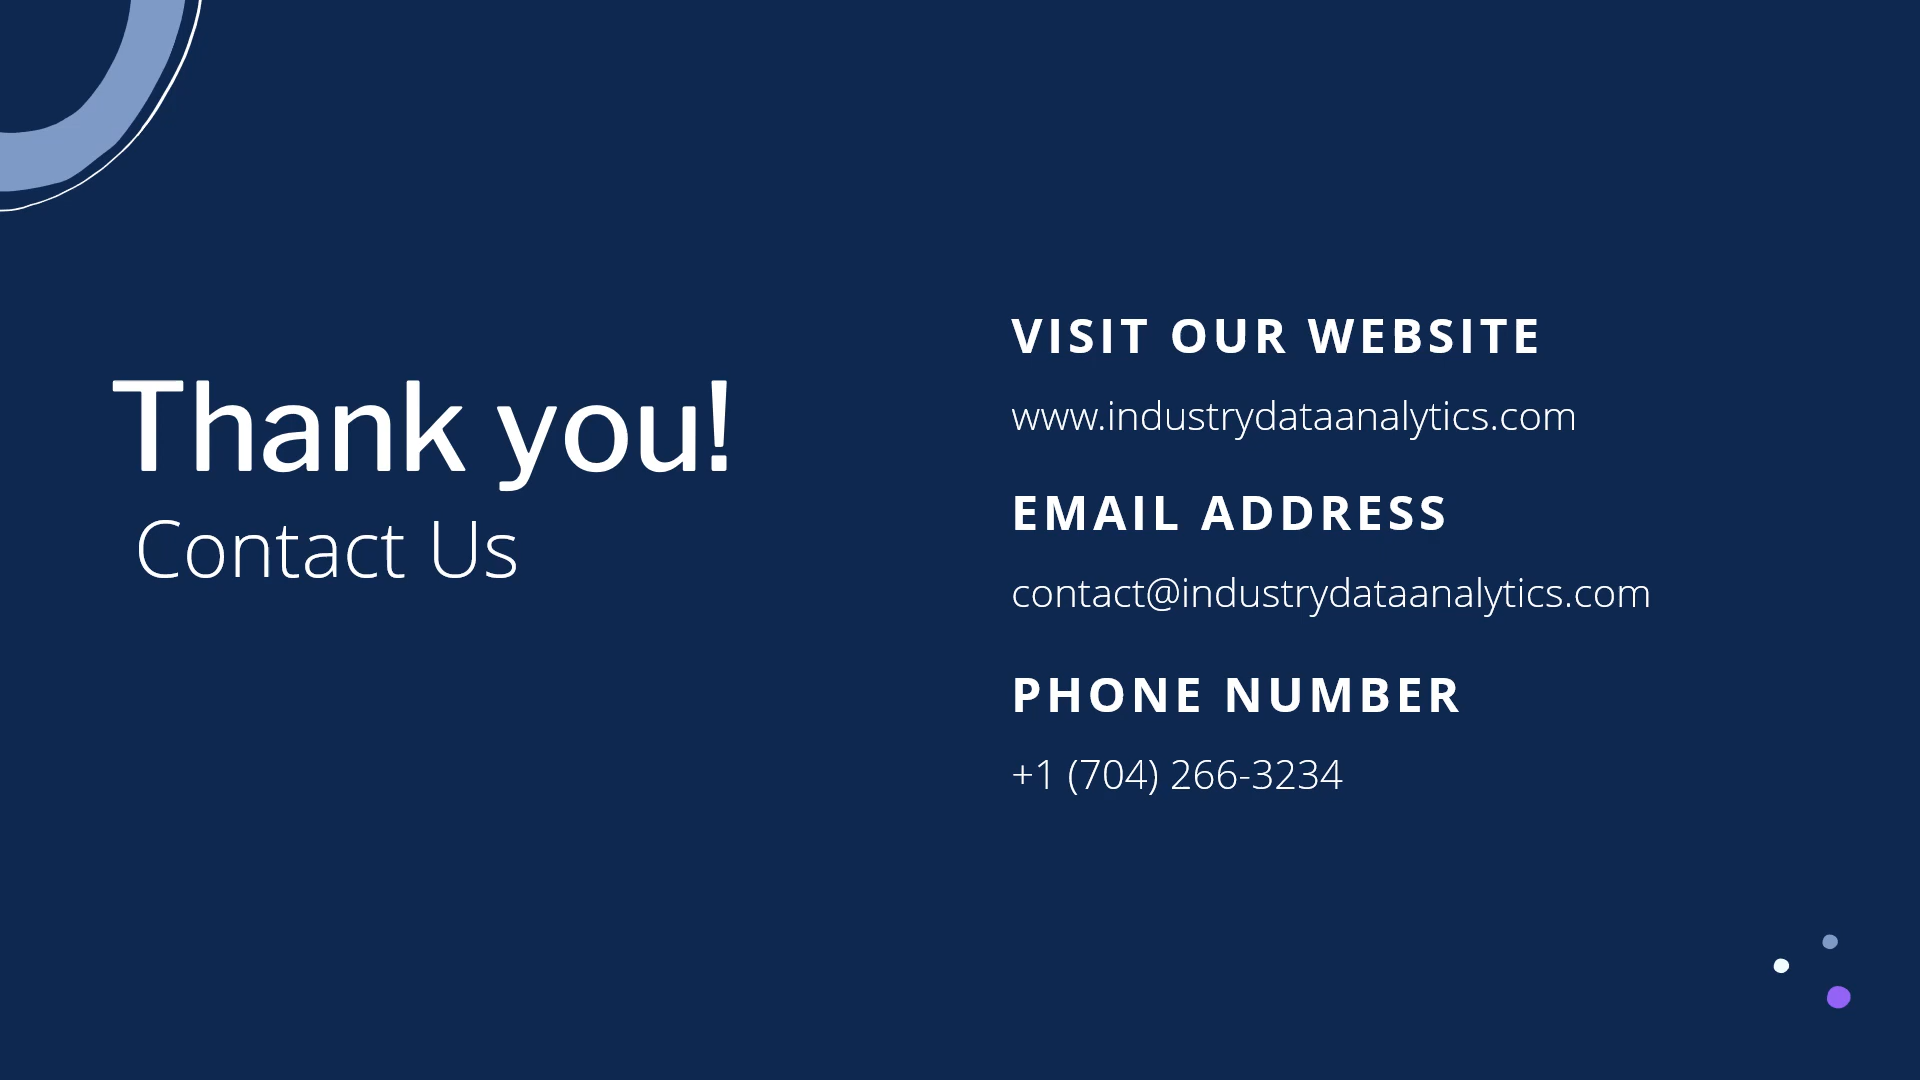 Thank you!
Contact Us
VISIT OUR WEBSITE
www.industrydataanalytics.com
EMAIL ADDRESS
contact@industrydataanalytics.com
PHONE NUMBER
+1 (704) 266-3234